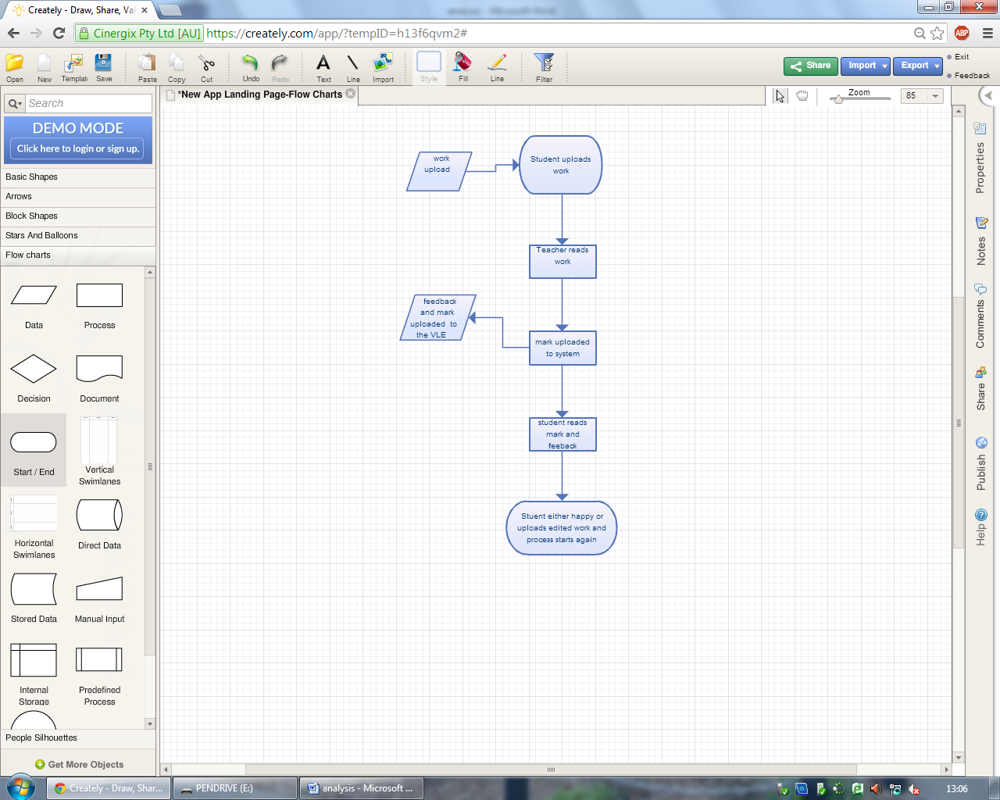 Creately - Draw, Share, Val
analysis - Microsoft Word
Cinergix Pty Ltd [AU]
https://creately.com/app/?tempID=h13f6qvm2#
ABP
Open
New
Templat
Save
Paste
Copy
Cut
Undo
Redo
Text
Line
Import
Style
Fill
Line
Filter
Share
Import
Export
Exit
Feedback
*New App Landing Page-Flow Charts
Zoom
85
Search
DEMO MODE
Click here to login or sign up.
Basic Shapes
Arrows
Block Shapes
Stars And Balloons
Flow charts
Data
Process
Decision
Document
Start / End
Vertical
Swimlanes
Horizontal
Swimlanes
Direct Data
Stored Data
Manual Input
Internal
Storage
Predefined
Process
People Silhouettes
Get More Objects
work
upload
Student uploads
work
Teacher reads
work
feedback
and mark
uploaded to
the VLE
mark uploaded
to system
student reads
mark and
feeback
Stuent either happy or
uploads edited work and
process starts again
Properties
Notes
Comments
Share
Publish
Help
Creately - Draw, Shar...
PENDRIVE (E:)
analysis - Microsoft ...
13:06